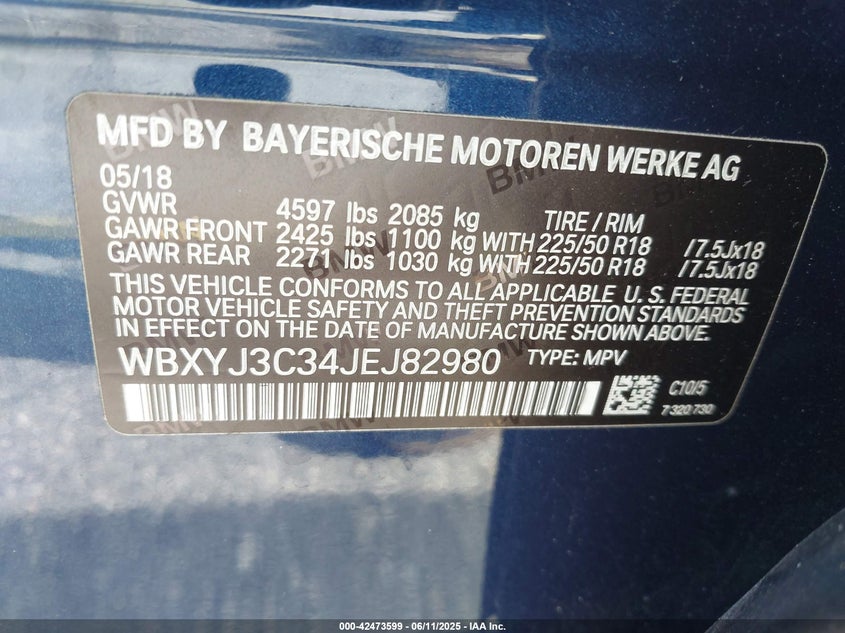 MFD BY BAYERISCHE MOTOREN WERKE AG
05/18
GVWR 4597 lbs 2085 kg TIRE / RIM
GAWR FRONT 2425 lbs 1100 kg WITH 225/50 R18 /7.5Jx18
GAWR REAR 2271 lbs 1030 kg WITH 225/50 R18 /7.5Jx18
THIS VEHICLE CONFORMS TO ALL APPLICABLE U. S. FEDERAL
MOTOR VEHICLE SAFETY AND THEFT PREVENTION STANDARDS
IN EFFECT ON THE DATE OF MANUFACTURE SHOWN ABOVE.
WBXYJ3C34JEJ82980 TYPE: MPV
C10/5
7 320 730
000-42473599 - 06/11/2025 - IAA Inc.